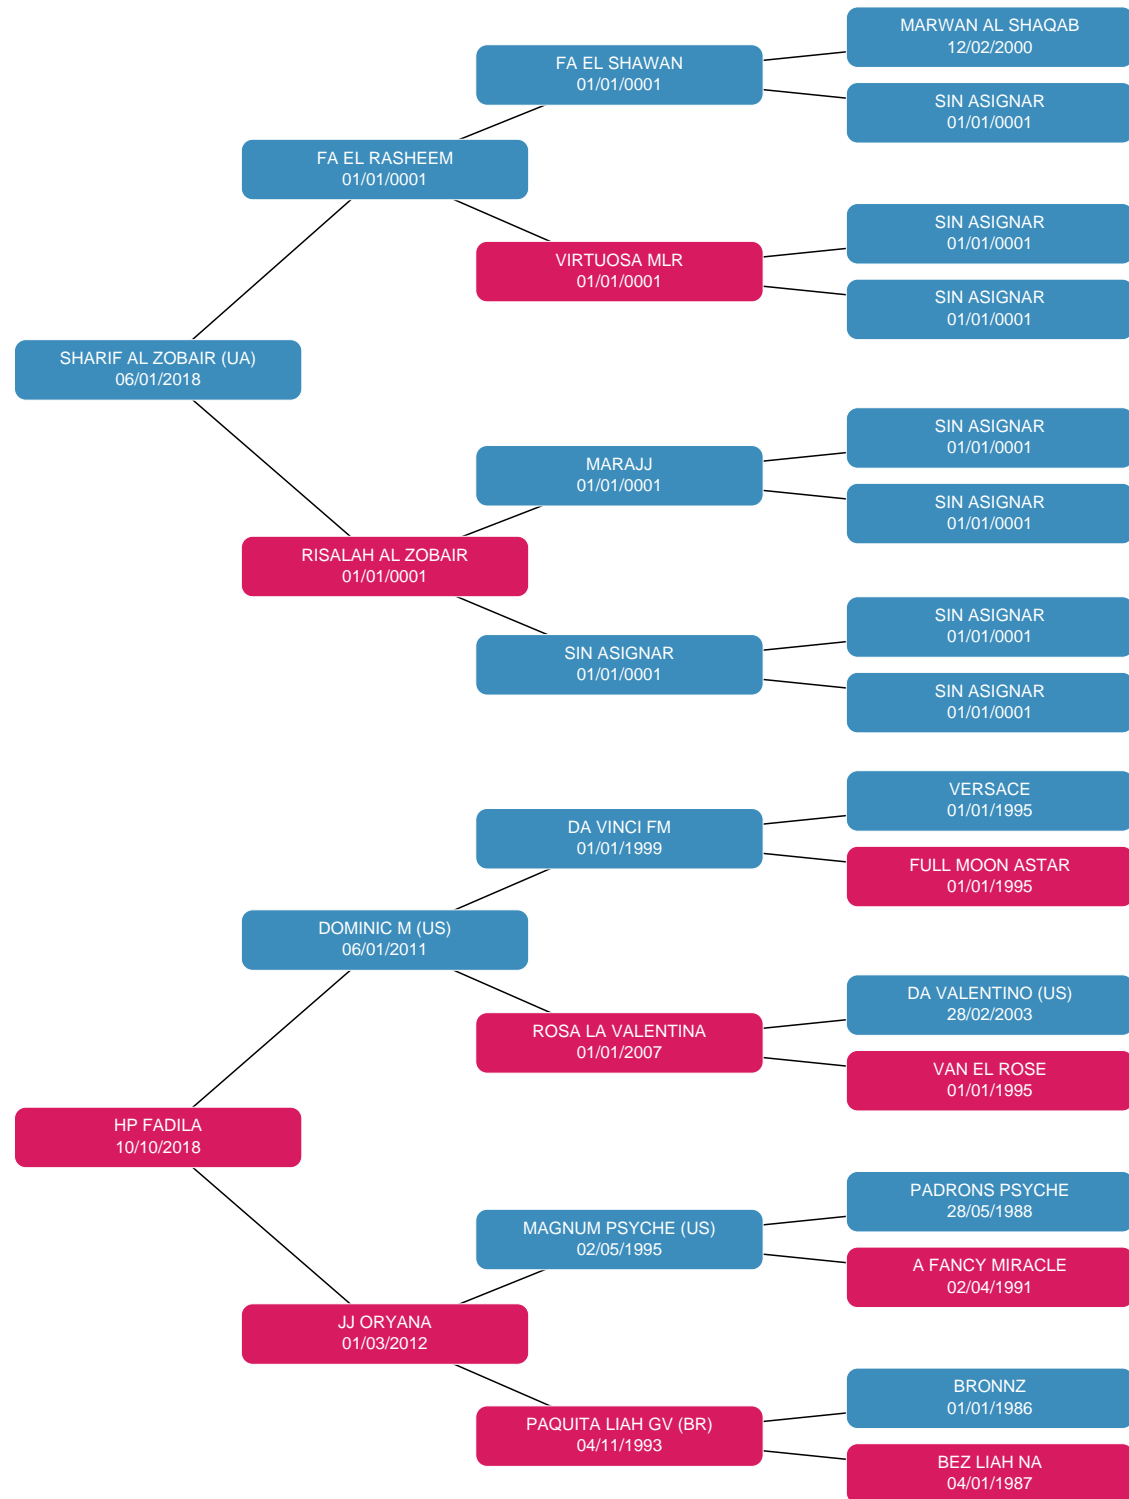 MARWAN AL SHAQAB
12/02/2000
FA EL SHAWAN
01/01/0001
SIN ASIGNAR
01/01/0001
FA EL RASHEEM
01/01/0001
SIN ASIGNAR
01/01/0001
VIRTUOSA MLR
01/01/0001
SIN ASIGNAR
01/01/0001
SHARIF AL ZOBAIR (UA)
06/01/2018
SIN ASIGNAR
01/01/0001
MARAJJ
01/01/0001
SIN ASIGNAR
01/01/0001
RISALAH AL ZOBAIR
01/01/0001
SIN ASIGNAR
01/01/0001
SIN ASIGNAR
01/01/0001
SIN ASIGNAR
01/01/0001
VERSACE
01/01/1995
DA VINCI FM
01/01/1999
FULL MOON ASTAR
01/01/1995
DOMINIC M (US)
06/01/2011
DA VALENTINO (US)
28/02/2003
ROSA LA VALENTINA
01/01/2007
VAN EL ROSE
01/01/1995
HP FADILA
10/10/2018
PADRONS PSYCHE
28/05/1988
MAGNUM PSYCHE (US)
02/05/1995
A FANCY MIRACLE
02/04/1991
JJ ORYANA
01/03/2012
BRONNZ
01/01/1986
PAQUITA LIAH GV (BR)
04/11/1993
BEZ LIAH NA
04/01/1987